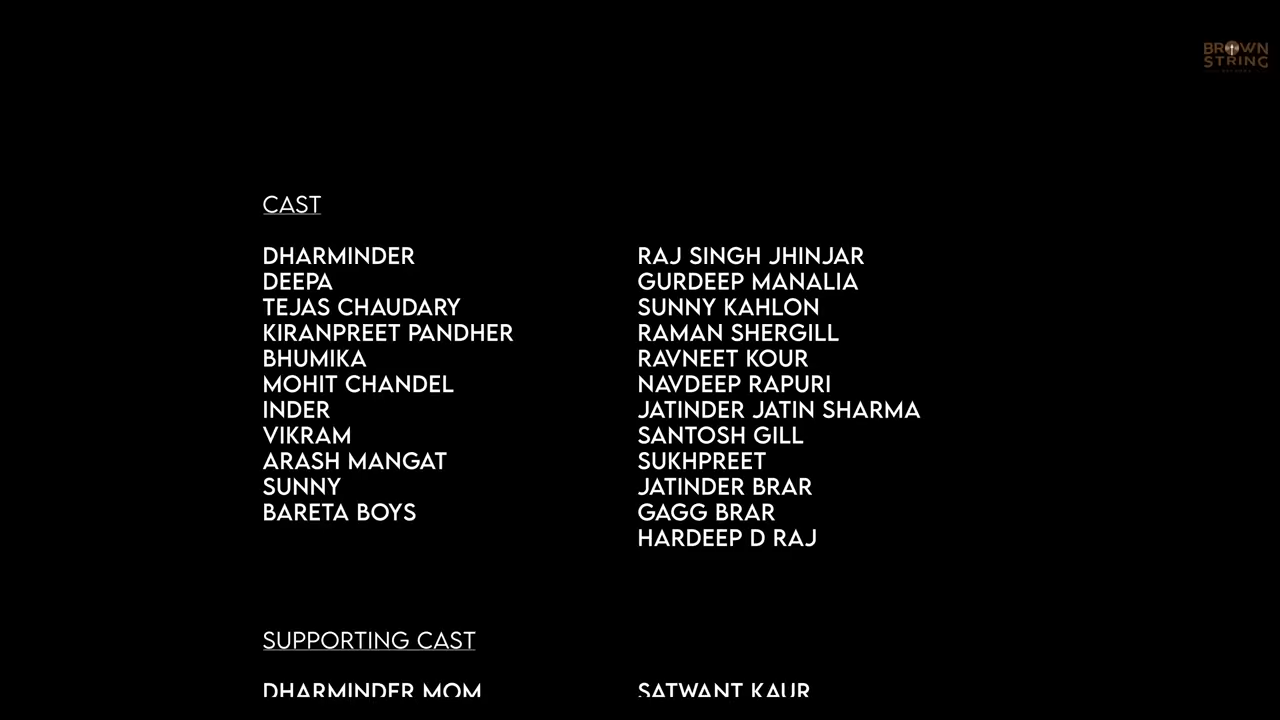 BROWN
STRING
CAST
DHARMINDER RAJ SINGH JHINJAR
DEEPA GURDEEP MANALIA
TEJAS CHAUDARY SUNNY KAHLON
KIRANPREET PANDHER RAMAN SHERGILL
BHUMIKA RAVNEET KOUR
MOHIT CHANDEL NAVDEEP RAPURI
INDER JATINDER JATIN SHARMA
VIKRAM SANTOSH GILL
ARASH MANGAT SUKHPREET
SUNNY JATINDER BRAR
BARETA BOYS GAGG BRAR
HARDEEP D RAJ
SUPPORTING CAST
DHARMINDER MOM SATWANT KAUR